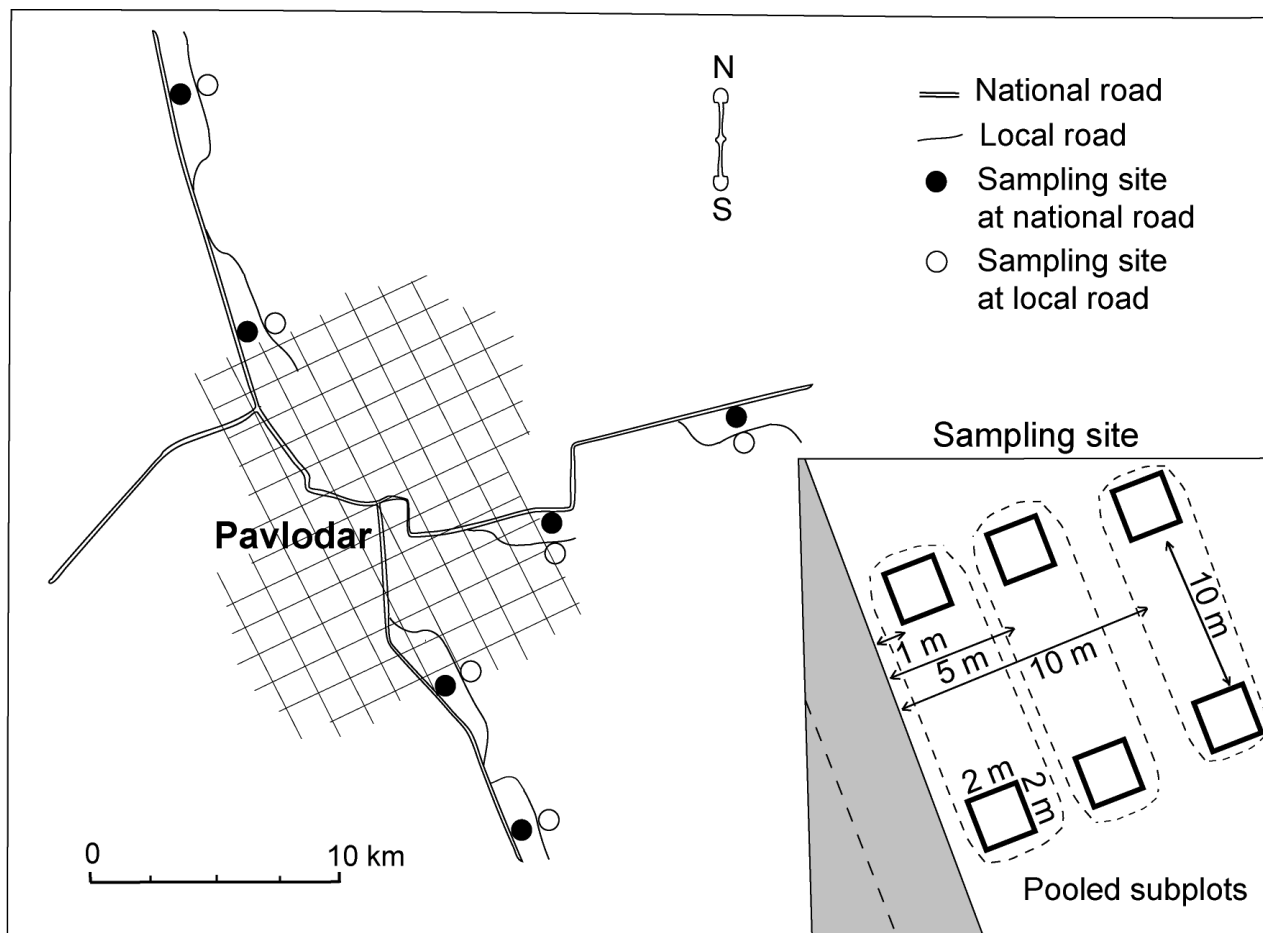 N
S
National road
Local road
Sampling site
at national road
Sampling site
at local road
Pavlodar
0 10 km
Sampling site
1 m
5 m
10 m
10 m
2 m
2 m
Pooled subplots